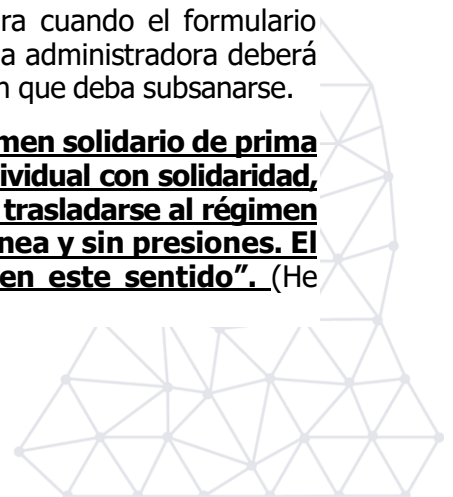 ra cuando el formulario
a administradora deberá
n que deba subsanarse.
men solidario de prima
dividual con solidaridad,
trasladarse al régimen
nea y sin presiones. El
en este sentido”. (He